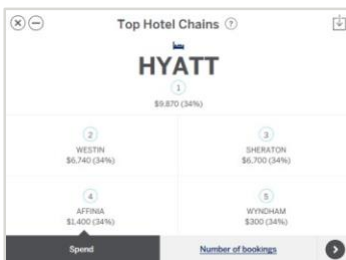 Top Hotel Chains ?
HYATT
1
$9,870 (34%)
2
WESTIN
$6,740 (34%)
3
SHERATON
$6,700 (34%)
4
AFFINIA
$1,400 (34%)
5
WYNDHAM
$300 (34%)
Spend
Number of bookings